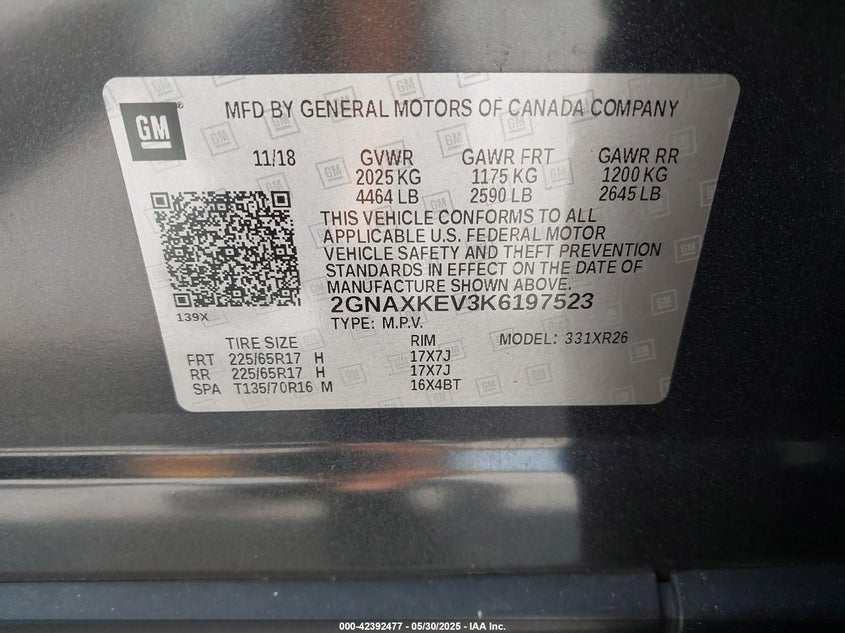 GM ®
MFD BY GENERAL MOTORS OF CANADA COMPANY
11/18 GVWR GAWR FRT GAWR RR
2025 KG 1175 KG 1200 KG
4464 LB 2590 LB 2645 LB
THIS VEHICLE CONFORMS TO ALL
APPLICABLE U.S. FEDERAL MOTOR
VEHICLE SAFETY AND THEFT PREVENTION
STANDARDS IN EFFECT ON THE DATE OF
MANUFACTURE SHOWN ABOVE.
139X
2GNAXKEV3K6197523
TYPE: M.P.V. MODEL: 331XR26
TIRE SIZE RIM
FRT 225/65R17 H 17X7J
RR 225/65R17 H 17X7J
SPA T135/70R16 M 16X4BT
000-42392477 - 05/30/2025 - IAA Inc.